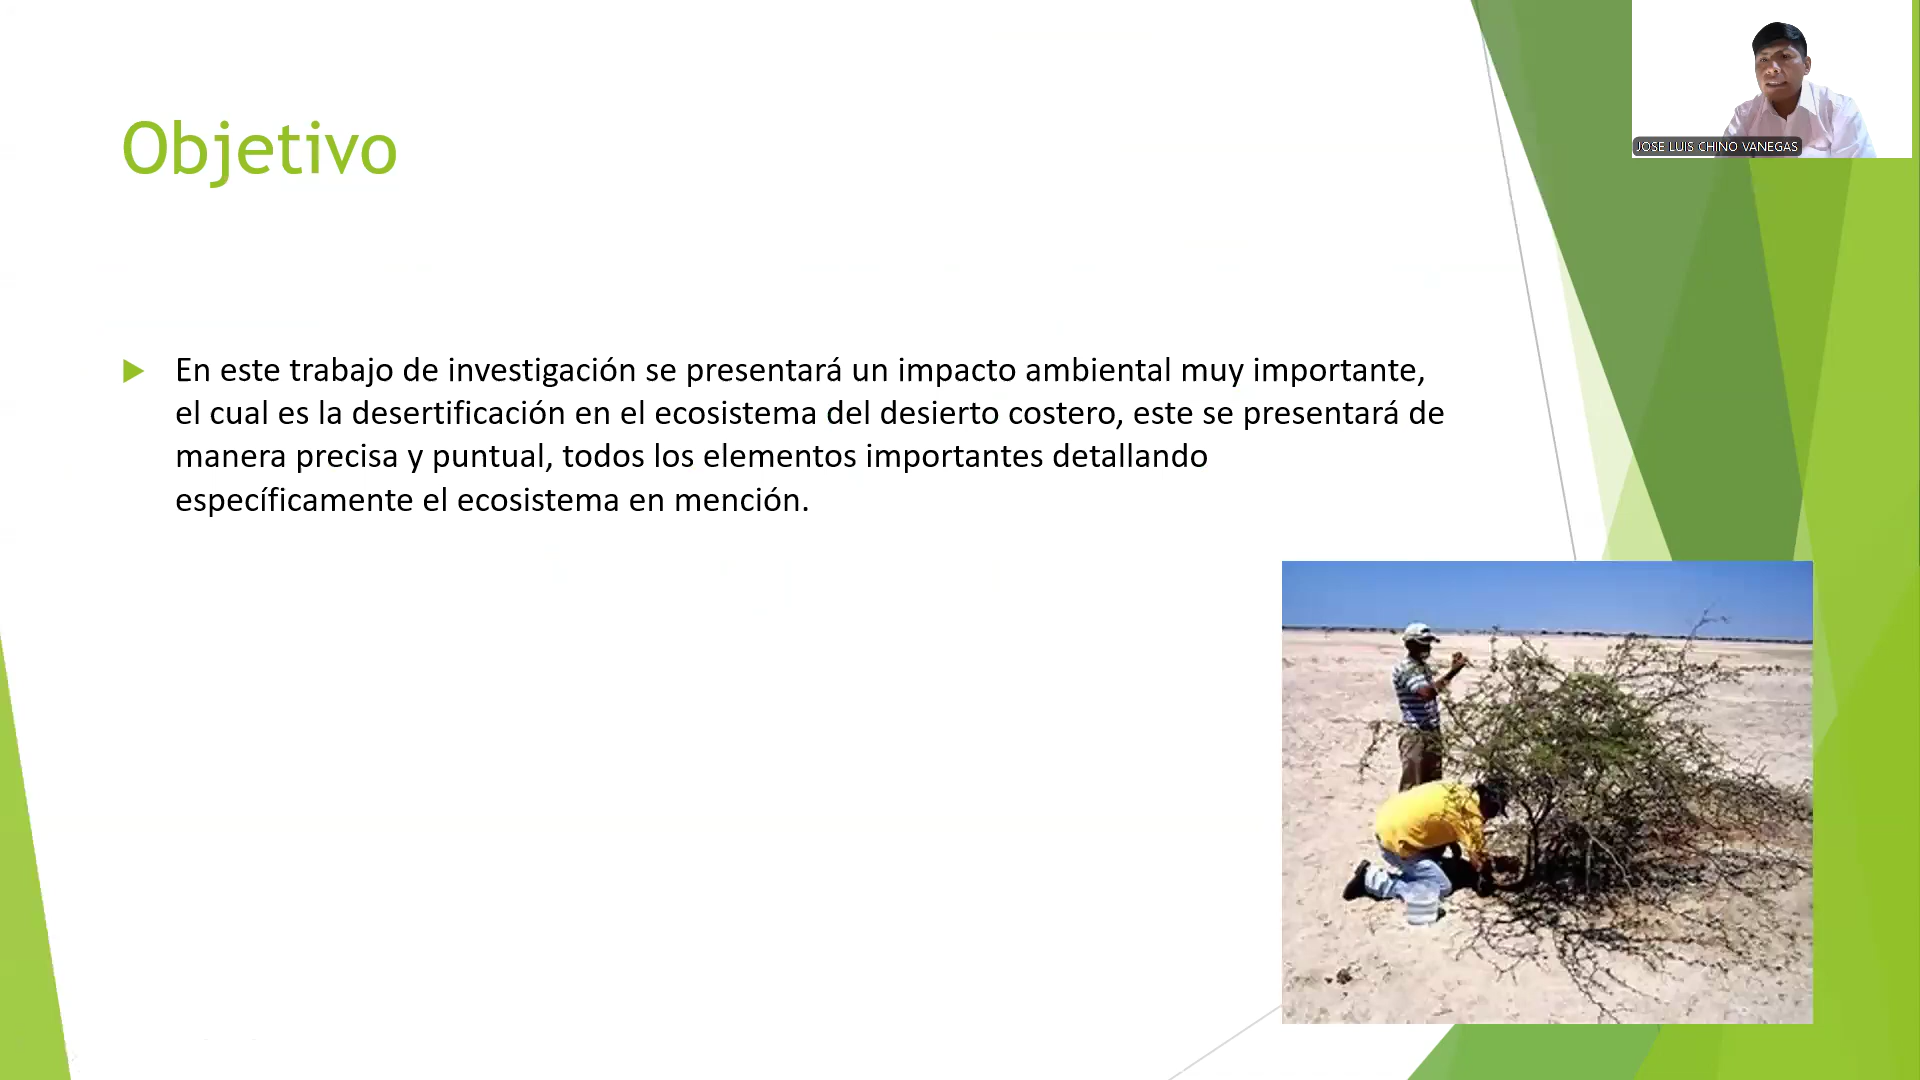 JOSE LUIS CHINO VANEGAS
Objetivo
En este trabajo de investigación se presentará un impacto ambiental muy importante,
el cual es la desertificación en el ecosistema del desierto costero, este se presentará de
manera precisa y puntual, todos los elementos importantes detallando
específicamente el ecosistema en mención.